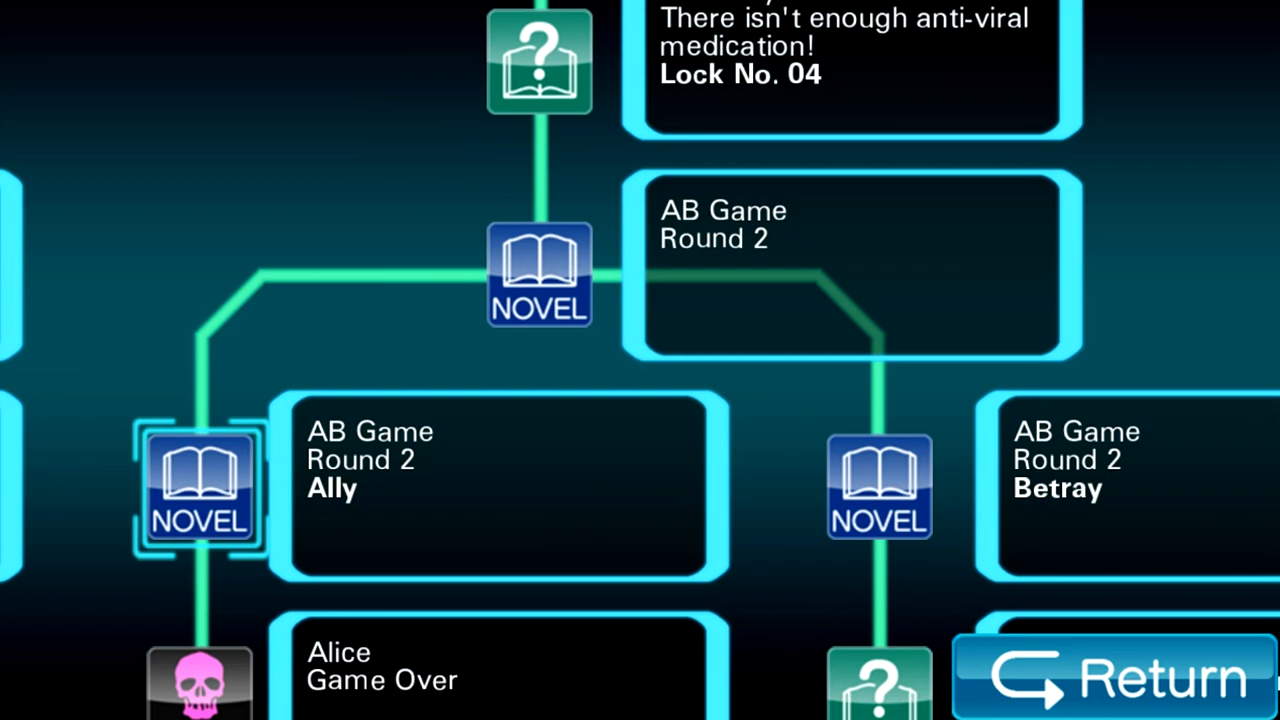 There isn't enough anti-viral
medication!
Lock No. 04
?
AB Game
Round 2
NOVEL
AB Game
Round 2
Ally
NOVEL
AB Game
Round 2
Betray
NOVEL
Alice
Game Over
?
Return